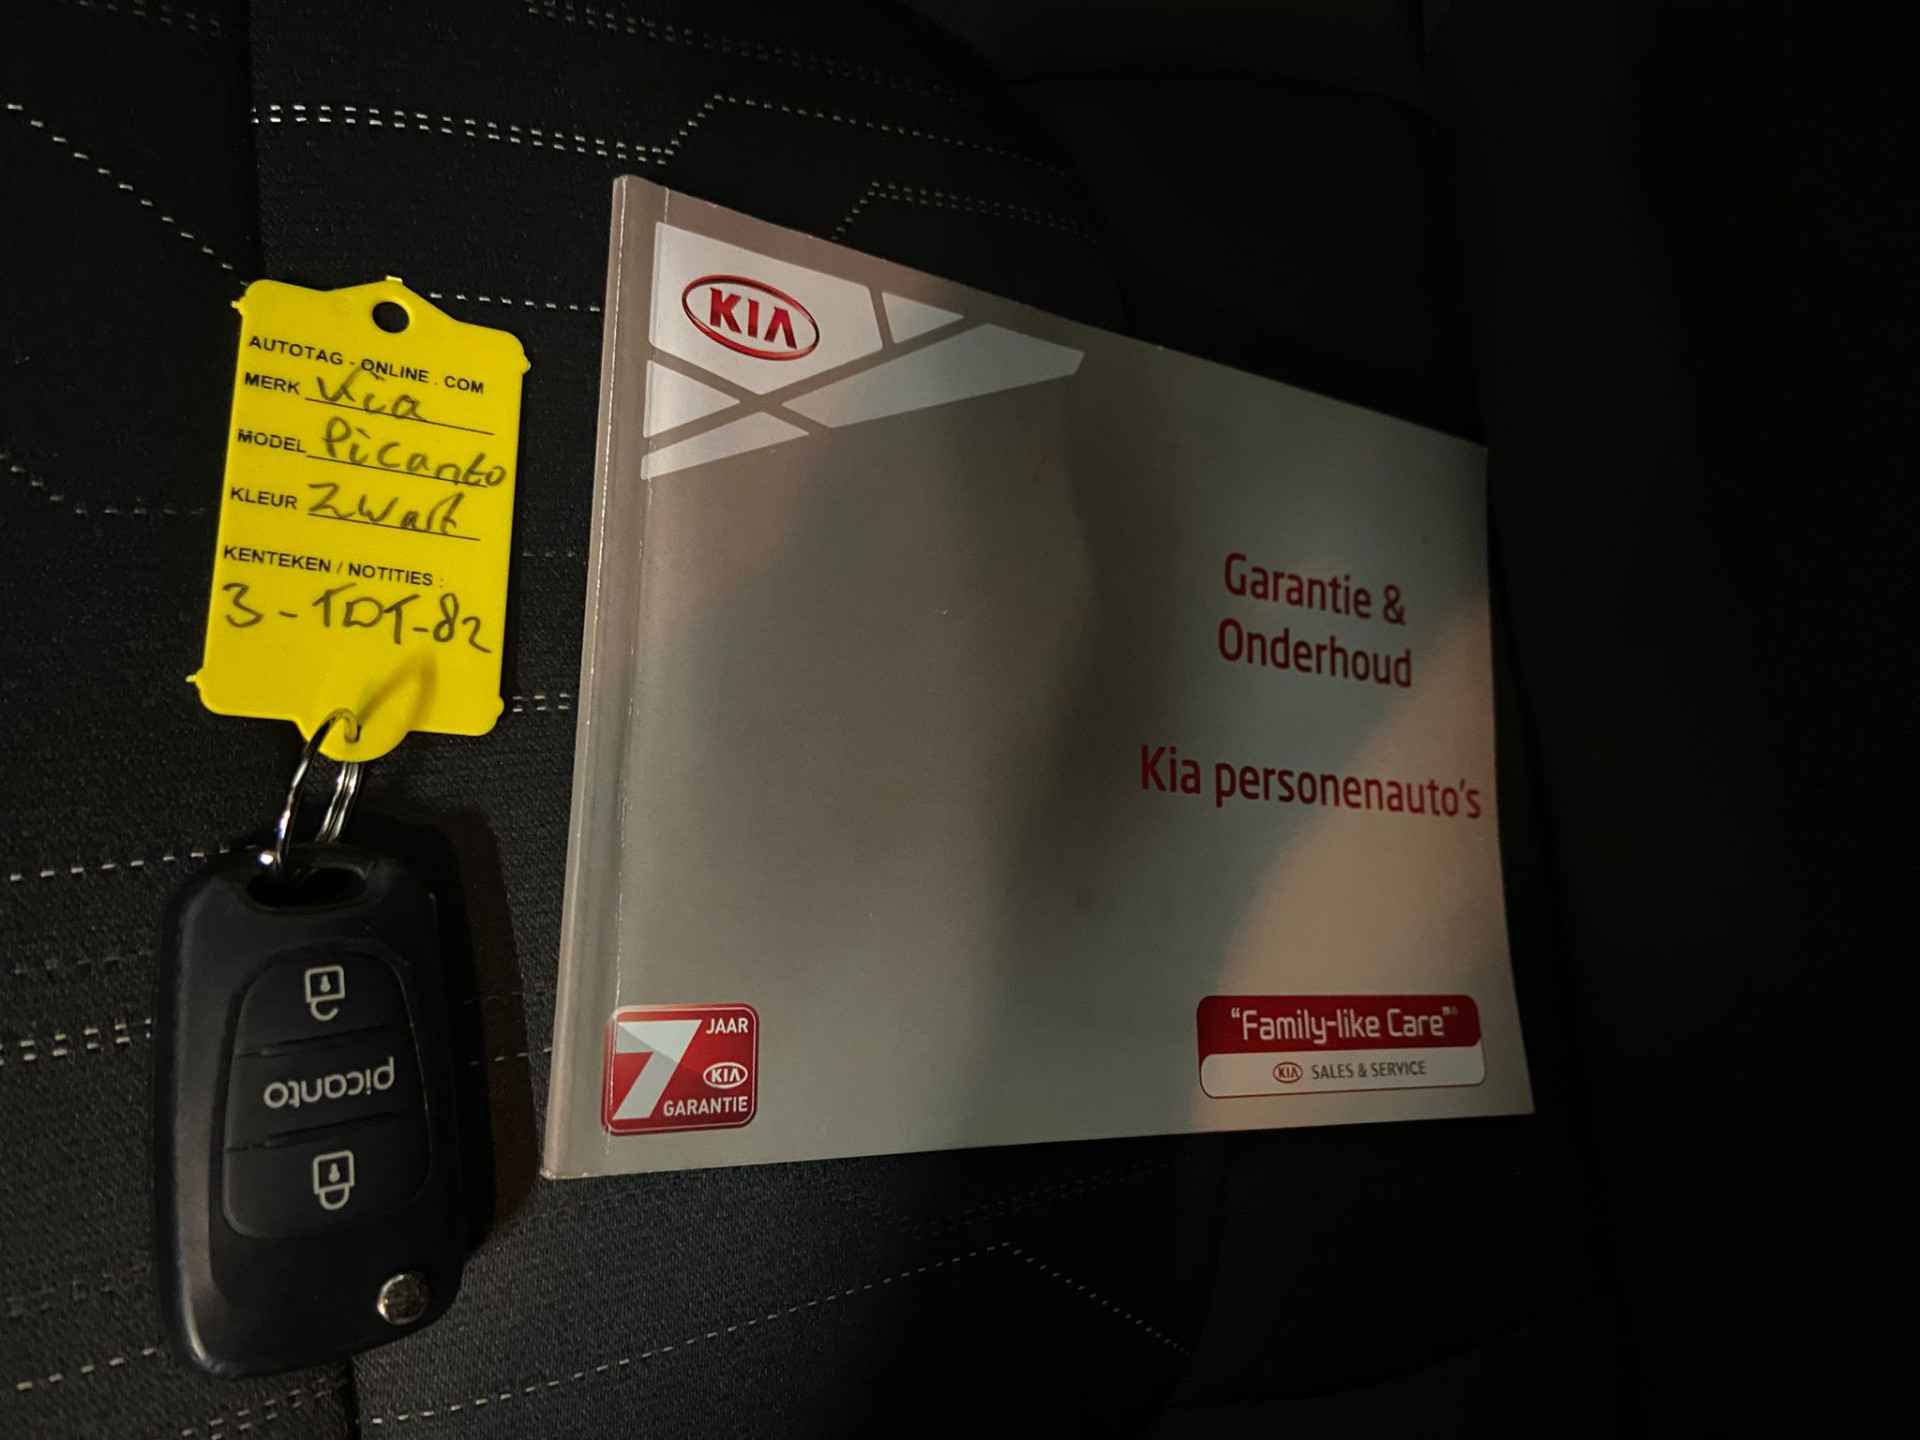 AUTOTAG - ONLINE . COM
MERK Kia
MODEL Picanto
KLEUR Zwart
KENTEKEN / NOTITIES :
3-TDT-82
picanto
KIA
Garantie &
Onderhoud
Kia personenauto's
7 JAAR
KIA
GARANTIE
"Family-like Care"
KIA SALES & SERVICE